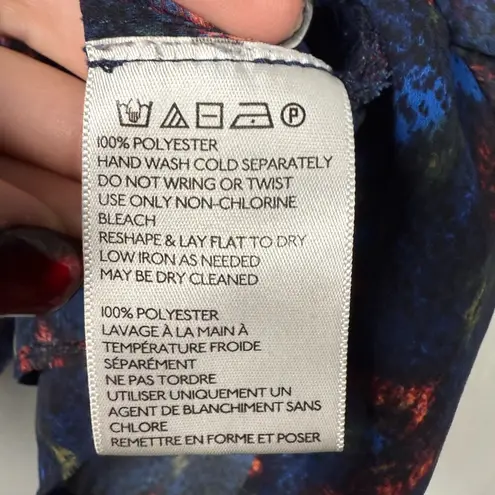 P
100% POLYESTER
HAND WASH COLD SEPARATELY
DO NOT WRING OR TWIST
USE ONLY NON-CHLORINE
BLEACH
RESHAPE & LAY FLAT TO DRY
LOW IRON AS NEEDED
MAY BE DRY CLEANED
100% POLYESTER
LAVAGE À LA MAIN À
TEMPÉRATURE FROIDE
SÉPARÉMENT
NE PAS TORDRE
UTILISER UNIQUEMENT UN
AGENT DE BLANCHIMENT SANS
CHLORE
REMETTRE EN FORME ET POSER